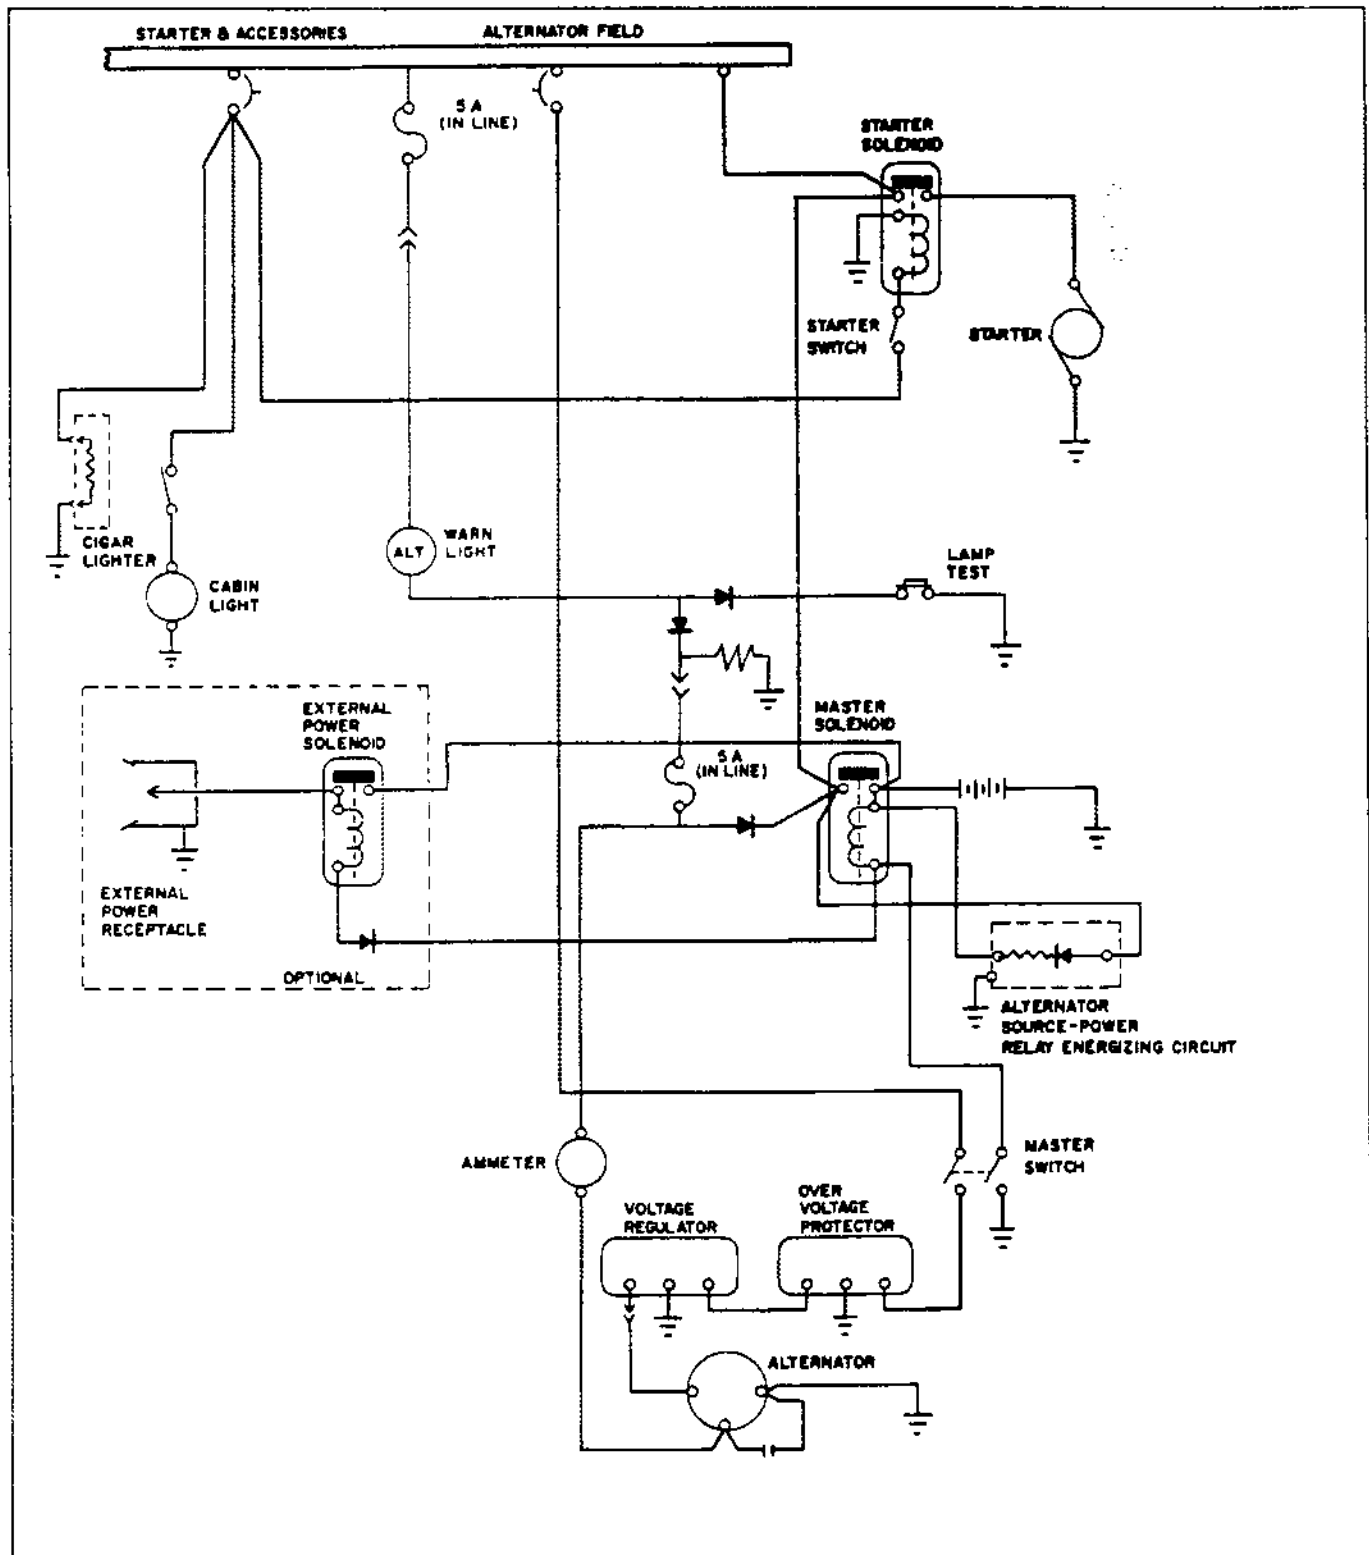 STARTER & ACCESSORIES
ALTERNATOR FIELD
5 A
(IN LINE)
STARTER
SOLENOID
STARTER
SWITCH
STARTER
CIGAR
LIGHTER
CABIN
LIGHT
ALT
WARN
LIGHT
LAMP
TEST
EXTERNAL
POWER
SOLENOID
MASTER
SOLENOID
5 A
(IN LINE)
EXTERNAL
POWER
RECEPTACLE
OPTIONAL
ALTERNATOR
SOURCE-POWER
RELAY ENERGIZING CIRCUIT
AMMETER
MASTER
SWITCH
VOLTAGE
REGULATOR
OVER
VOLTAGE
PROTECTOR
ALTERNATOR